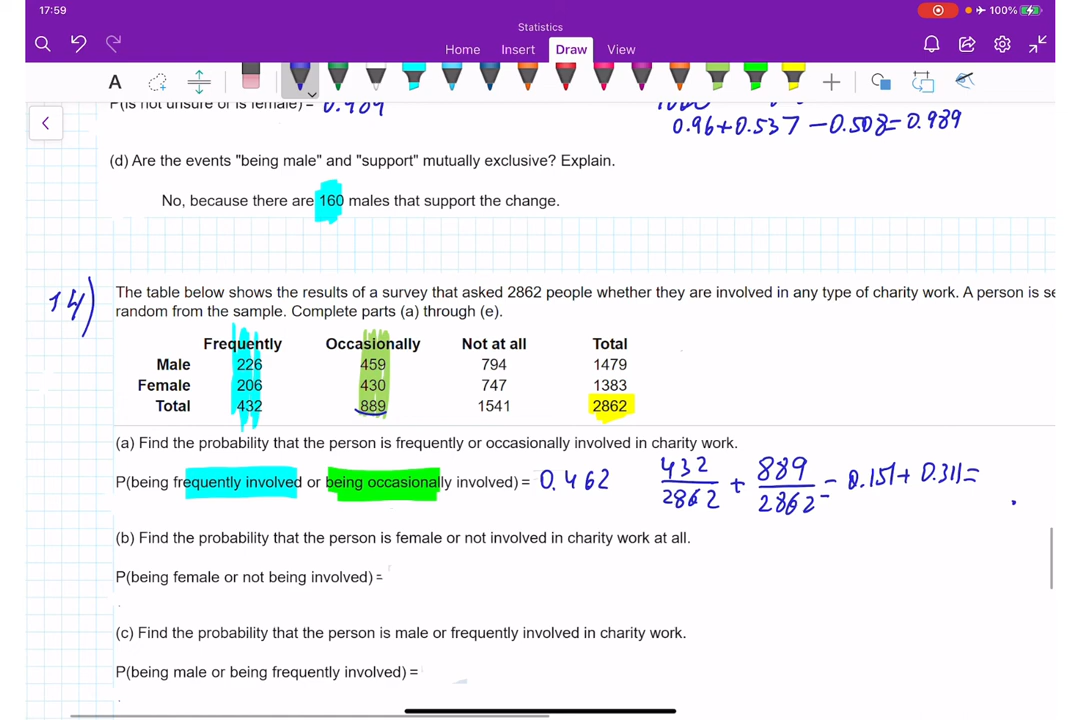 17:59
100%
Statistics
Home Insert Draw View
A
P(is not unsure or is female) = 0.989
0.96 + 0.537 - 0.508 = 0.989
(d) Are the events "being male" and "support" mutually exclusive? Explain.
No, because there are 160 males that support the change.
14)
The table below shows the results of a survey that asked 2862 people whether they are involved in any type of charity work. A person is se
random from the sample. Complete parts (a) through (e).
Frequently Occasionally Not at all Total
Male 226 459 794 1479
Female 206 430 747 1383
Total 432 889 1541 2862
(a) Find the probability that the person is frequently or occasionally involved in charity work.
P(being frequently involved or being occasionally involved) = 0.462
432/2862 + 889/2862 = 0.151 + 0.311 =
(b) Find the probability that the person is female or not involved in charity work at all.
P(being female or not being involved) =
(c) Find the probability that the person is male or frequently involved in charity work.
P(being male or being frequently involved) =